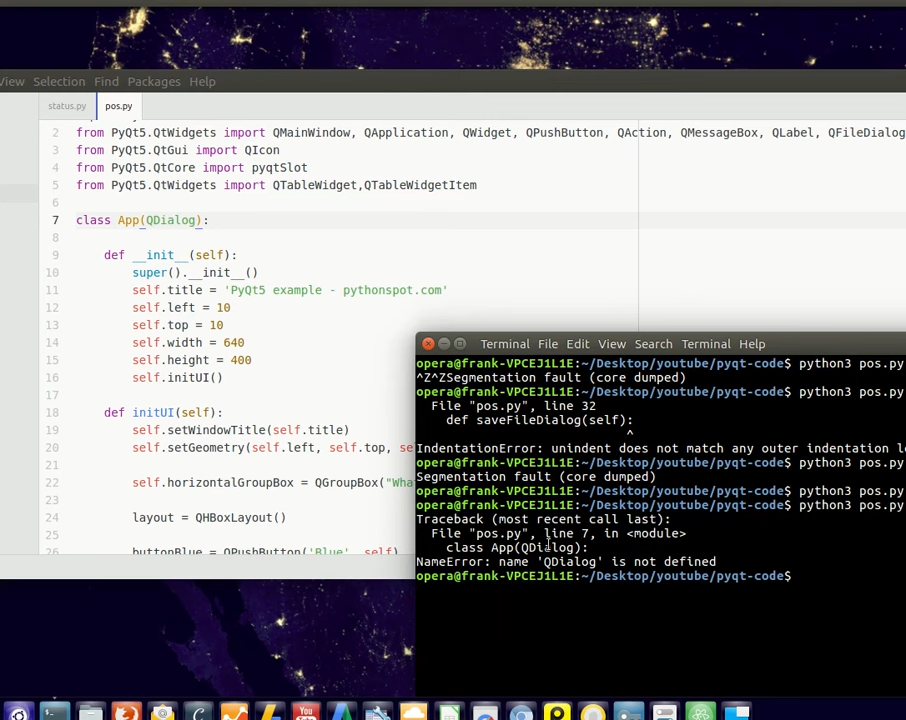 View Selection Find Packages Help
status.py pos.py
2 from PyQt5.QtWidgets import QMainWindow, QApplication, QWidget, QPushButton, QAction, QMessageBox, QLabel, QFileDialog
3 from PyQt5.QtGui import QIcon
4 from PyQt5.QtCore import pyqtSlot
5 from PyQt5.QtWidgets import QTableWidget,QTableWidgetItem
6
7 class App(QDialog):
8
9 def __init__(self):
10 super().__init__()
11 self.title = 'PyQt5 example - pythonspot.com'
12 self.left = 10
13 self.top = 10
14 self.width = 640
15 self.height = 400
16 self.initUI()
17
18 def initUI(self):
19 self.setWindowTitle(self.title)
20 self.setGeometry(self.left, self.top, se
21
22 self.horizontalGroupBox = QGroupBox("Wha
23
24 layout = QHBoxLayout()
25
26 buttonBlue = QPushButton('Blue', self)
Terminal File Edit View Search Terminal Help
opera@frank-VPCEJ1L1E:~/Desktop/youtube/pyqt-code$ python3 pos.py
^Z^ZSegmentation fault (core dumped)
opera@frank-VPCEJ1L1E:~/Desktop/youtube/pyqt-code$ python3 pos.py
File "pos.py", line 32
def saveFileDialog(self):
^
IndentationError: unindent does not match any outer indentation le
opera@frank-VPCEJ1L1E:~/Desktop/youtube/pyqt-code$ python3 pos.py
Segmentation fault (core dumped)
opera@frank-VPCEJ1L1E:~/Desktop/youtube/pyqt-code$ python3 pos.py
opera@frank-VPCEJ1L1E:~/Desktop/youtube/pyqt-code$ python3 pos.py
Traceback (most recent call last):
File "pos.py", line 7, in <module>
class App(QDialog):
NameError: name 'QDialog' is not defined
opera@frank-VPCEJ1L1E:~/Desktop/youtube/pyqt-code$